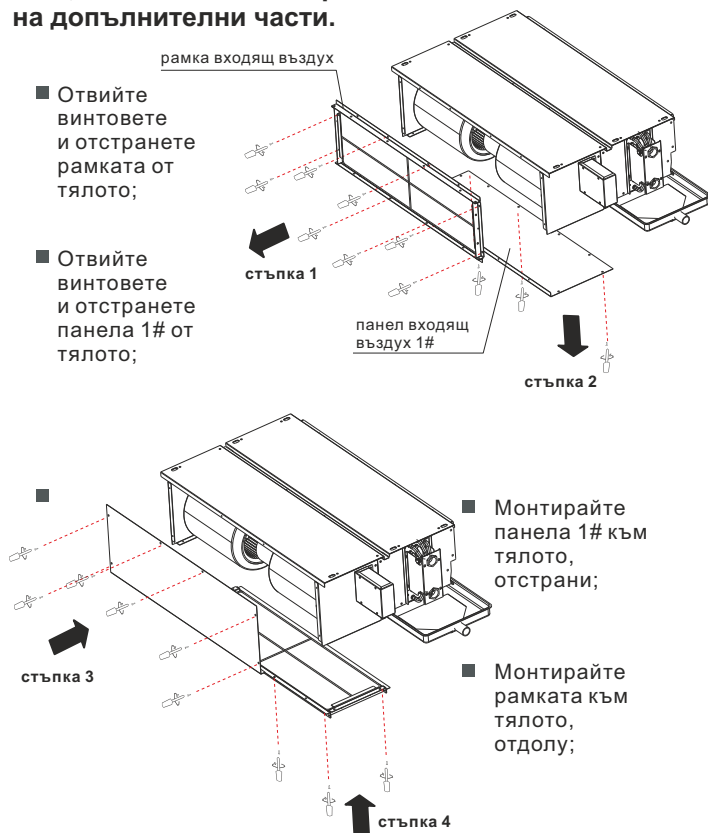 на допълнителни части.
рамка входящ въздух
Отвийте
винтовете
и отстранете
рамката от
тялото;
Отвийте
винтовете
и отстранете
панела 1# от
тялото;
стъпка 1
панел входящ
въздух 1#
стъпка 2
Монтирайте
панела 1# към
тялото,
отстрани;
стъпка 3
Монтирайте
рамката към
тялото,
отдолу;
стъпка 4